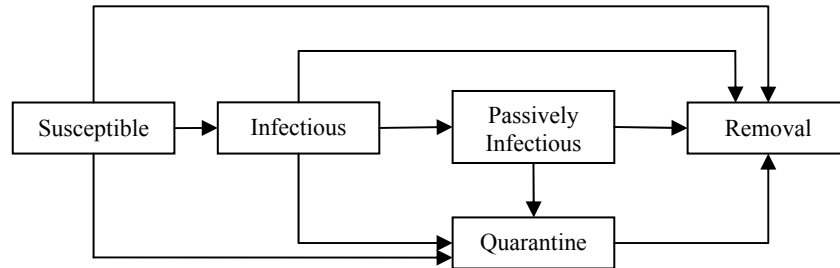 Susceptible
Infectious
Passively
Infectious
Removal
Quarantine